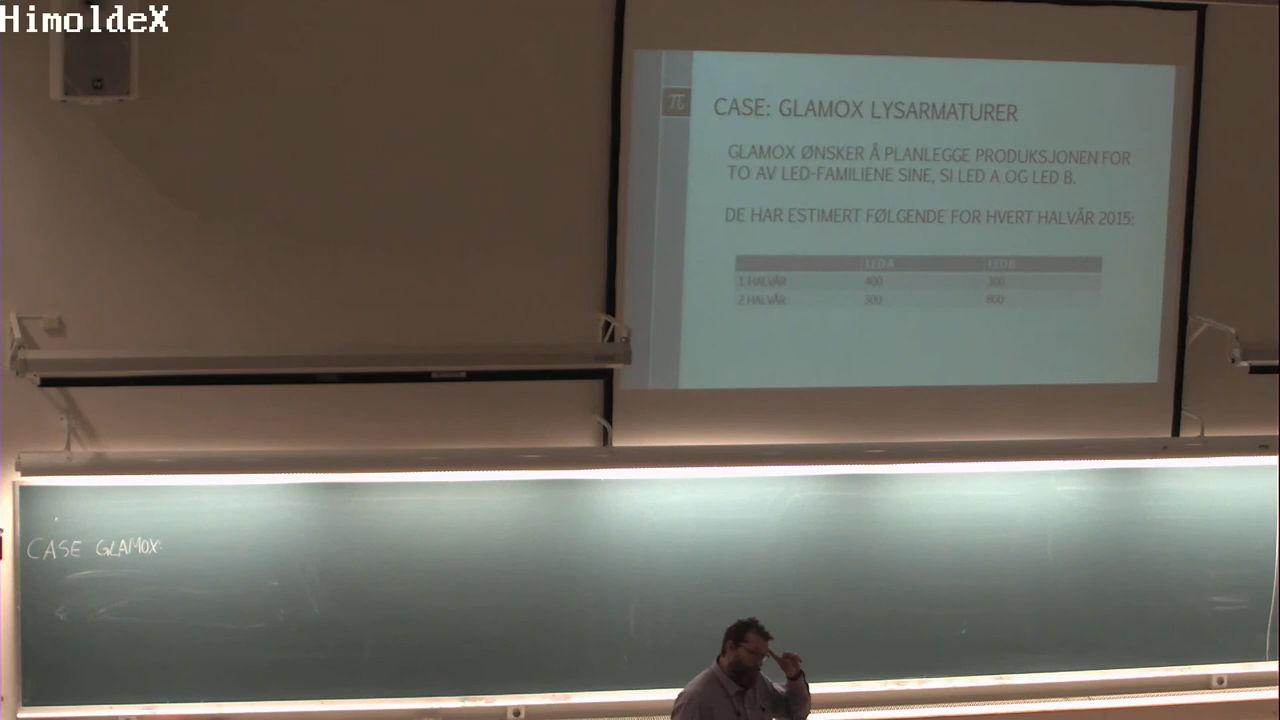 HimoldeX
π
CASE: GLAMOX LYSARMATURER
GLAMOX ØNSKER Å PLANLEGGE PRODUKSJONEN FOR
TO AV LED-FAMILIENE SINE, SI LED A OG LED B.
DE HAR ESTIMERT FØLGENDE FOR HVERT HALVÅR 2015:
LED A LED B
1 HALVÅR 400 300
2 HALVÅR 300 800
CASE GLAMOX: